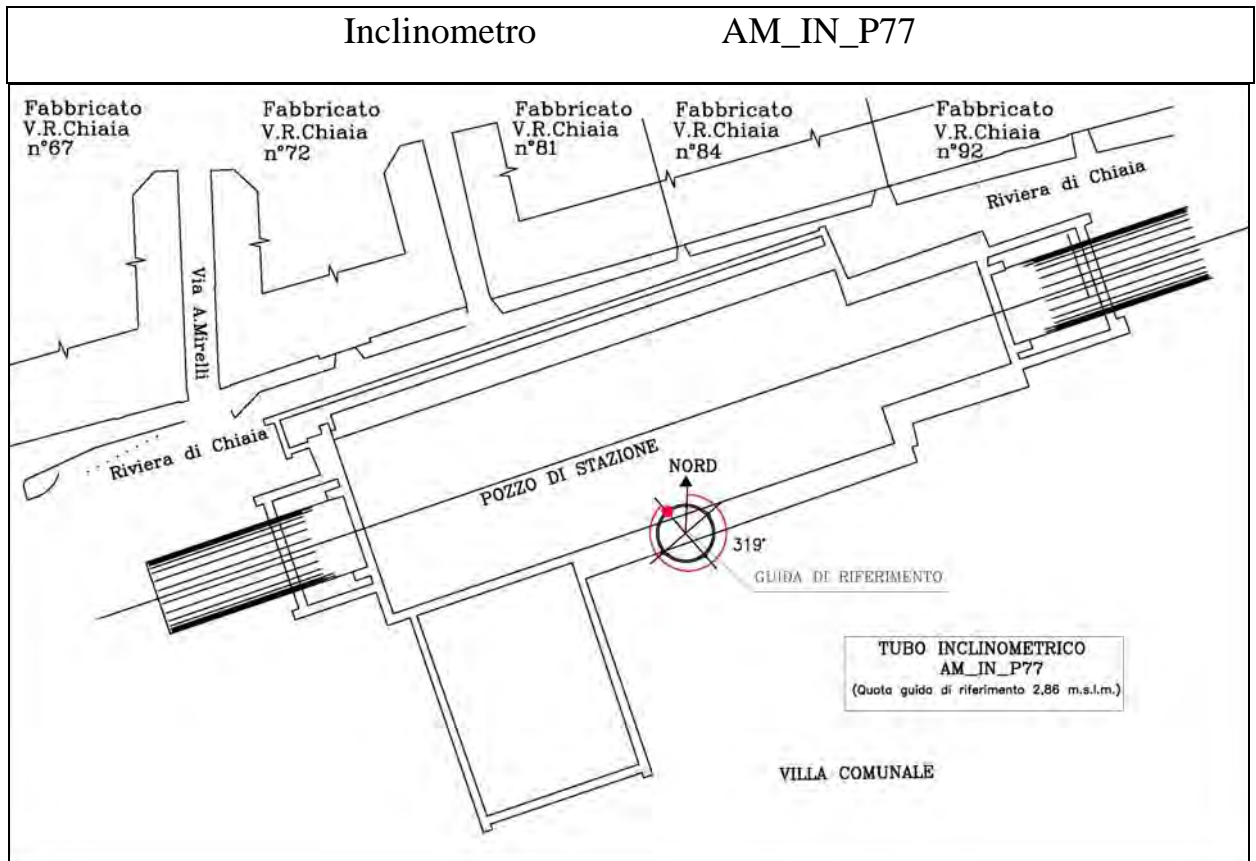 Inclinometro AM_IN_P77
Fabbricato
V.R.Chiaia
n°67
Fabbricato
V.R.Chiaia
n°72
Fabbricato
V.R.Chiaia
n°81
Fabbricato
V.R.Chiaia
n°84
Fabbricato
V.R.Chiaia
n°92
Riviera di Chiaia
Via A.Mirelli
Riviera di Chiaia
POZZO DI STAZIONE
NORD
319°
GUIDA DI RIFERIMENTO
TUBO INCLINOMETRICO
AM_IN_P77
(Quota guida di riferimento 2,86 m.s.l.m.)
VILLA COMUNALE